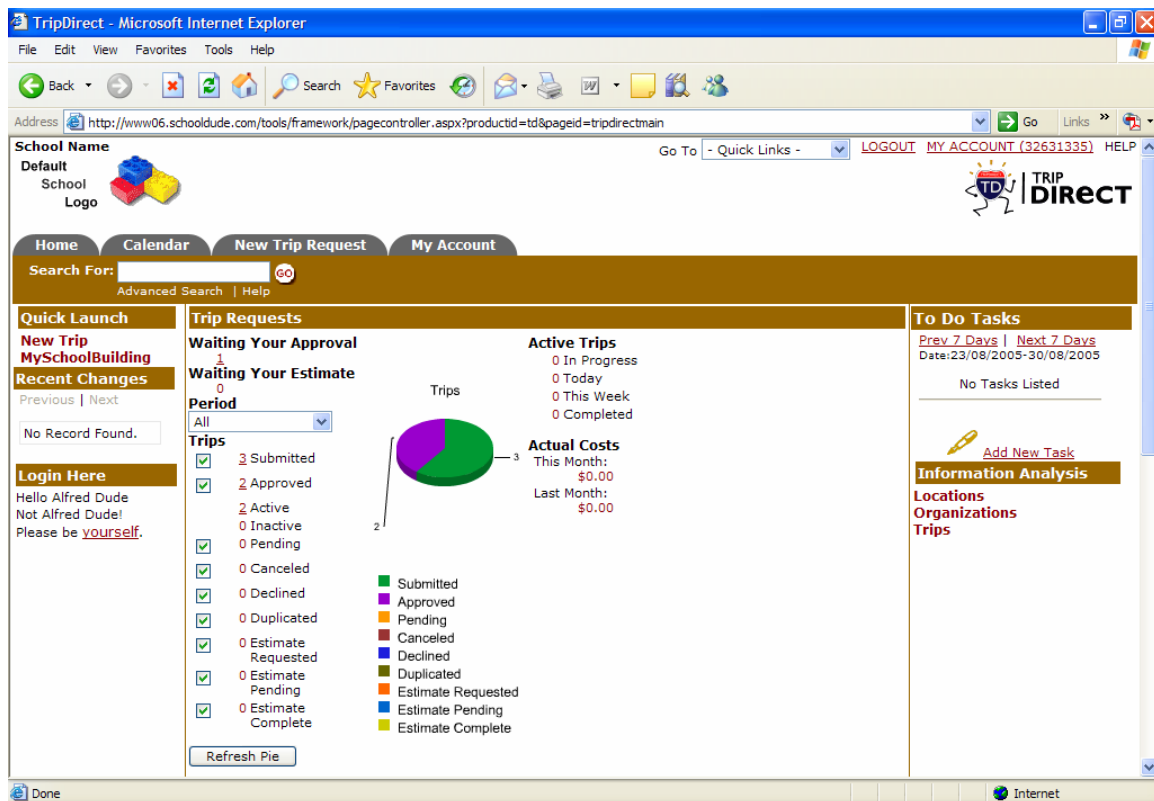 TripDirect - Microsoft Internet Explorer
File Edit View Favorites Tools Help
Back Search Favorites
Address http://www06.schooldude.com/tools/framework/pagecontroller.aspx?productid=td&pageid=tripdirectmain Go Links »
School Name
Default
School
Logo
Go To - Quick Links - LOGOUT MY ACCOUNT (32631335) HELP
TD TRIP
DIRECT
Home Calendar New Trip Request My Account
Search For: GO
Advanced Search | Help
Quick Launch
New Trip
MySchoolBuilding
Recent Changes
Previous | Next
No Record Found.
Login Here
Hello Alfred Dude
Not Alfred Dude!
Please be yourself.
Trip Requests
Waiting Your Approval
1
Waiting Your Estimate
0
Period
All
Trips
3 Submitted
2 Approved
2 Active
0 Inactive
0 Pending
0 Canceled
0 Declined
0 Duplicated
0 Estimate
Requested
0 Estimate
Pending
0 Estimate
Complete
Refresh Pie
Trips
3
2
Submitted
Approved
Pending
Canceled
Declined
Duplicated
Estimate Requested
Estimate Pending
Estimate Complete
Active Trips
0 In Progress
0 Today
0 This Week
0 Completed
Actual Costs
This Month:
$0.00
Last Month:
$0.00
To Do Tasks
Prev 7 Days | Next 7 Days
Date:23/08/2005-30/08/2005
No Tasks Listed
Add New Task
Information Analysis
Locations
Organizations
Trips
Done Internet